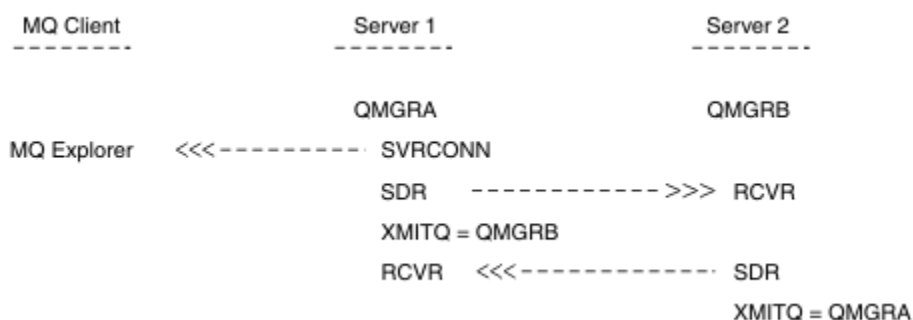 MQ Client Server 1 Server 2
QMGRA QMGRB
MQ Explorer <<<---------- SVRCONN
SDR ------------->>> RCVR
XMITQ = QMGRB
RCVR <<<------------- SDR
XMITQ = QMGRA